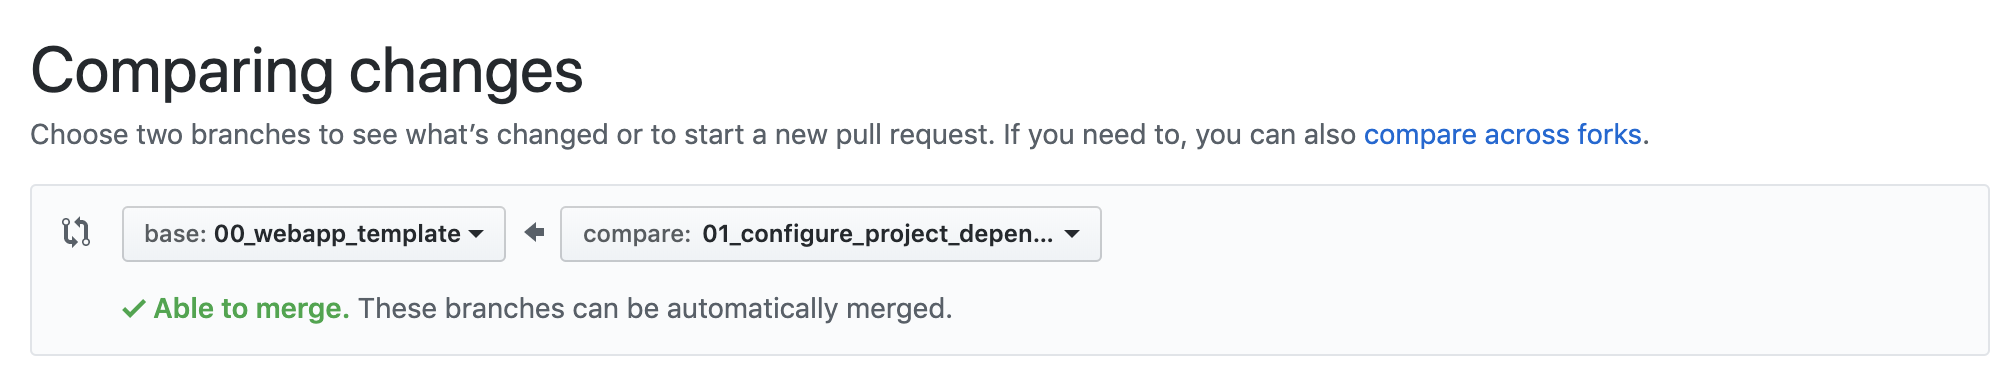 Comparing changes
Choose two branches to see what’s changed or to start a new pull request. If you need to, you can also compare across forks.
base: 00_webapp_template compare: 01_configure_project_depen...
Able to merge. These branches can be automatically merged.